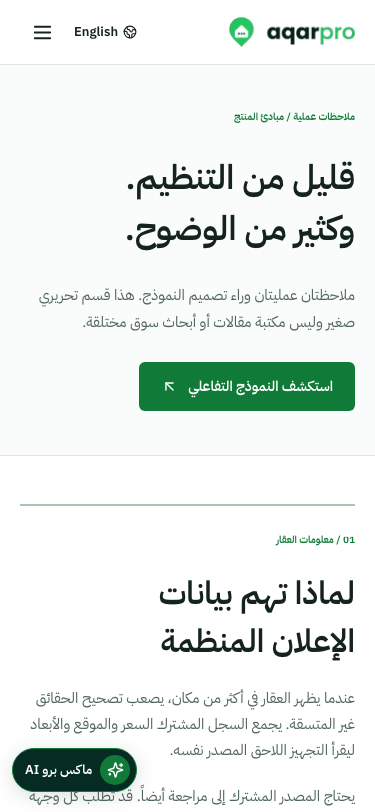 aqarpro
English
ملاحظات عملية / مبادئ المنتج
قليل من التنظيم.
وكثير من الوضوح.
ملاحظتان عمليتان وراء تصميم النموذج. هذا قسم تحريري
صغير وليس مكتبة مقالات أو أبحاث سوق مختلقة.
استكشف النموذج التفاعلي
01 / معلومات العقار
لماذا تهم بيانات
الإعلان المنظمة
عندما يظهر العقار في أكثر من مكان، يصعب تصحيح الحقائق
غير المتسقة. يجمع السجل المشترك السعر والموقع والأبعاد
ليقرأ التجهيز اللاحق المصدر نفسه.
يحتاج المصدر المشترك إلى مراجعة أيضاً. قد تطلب كل وجهة
ماكس برو AI